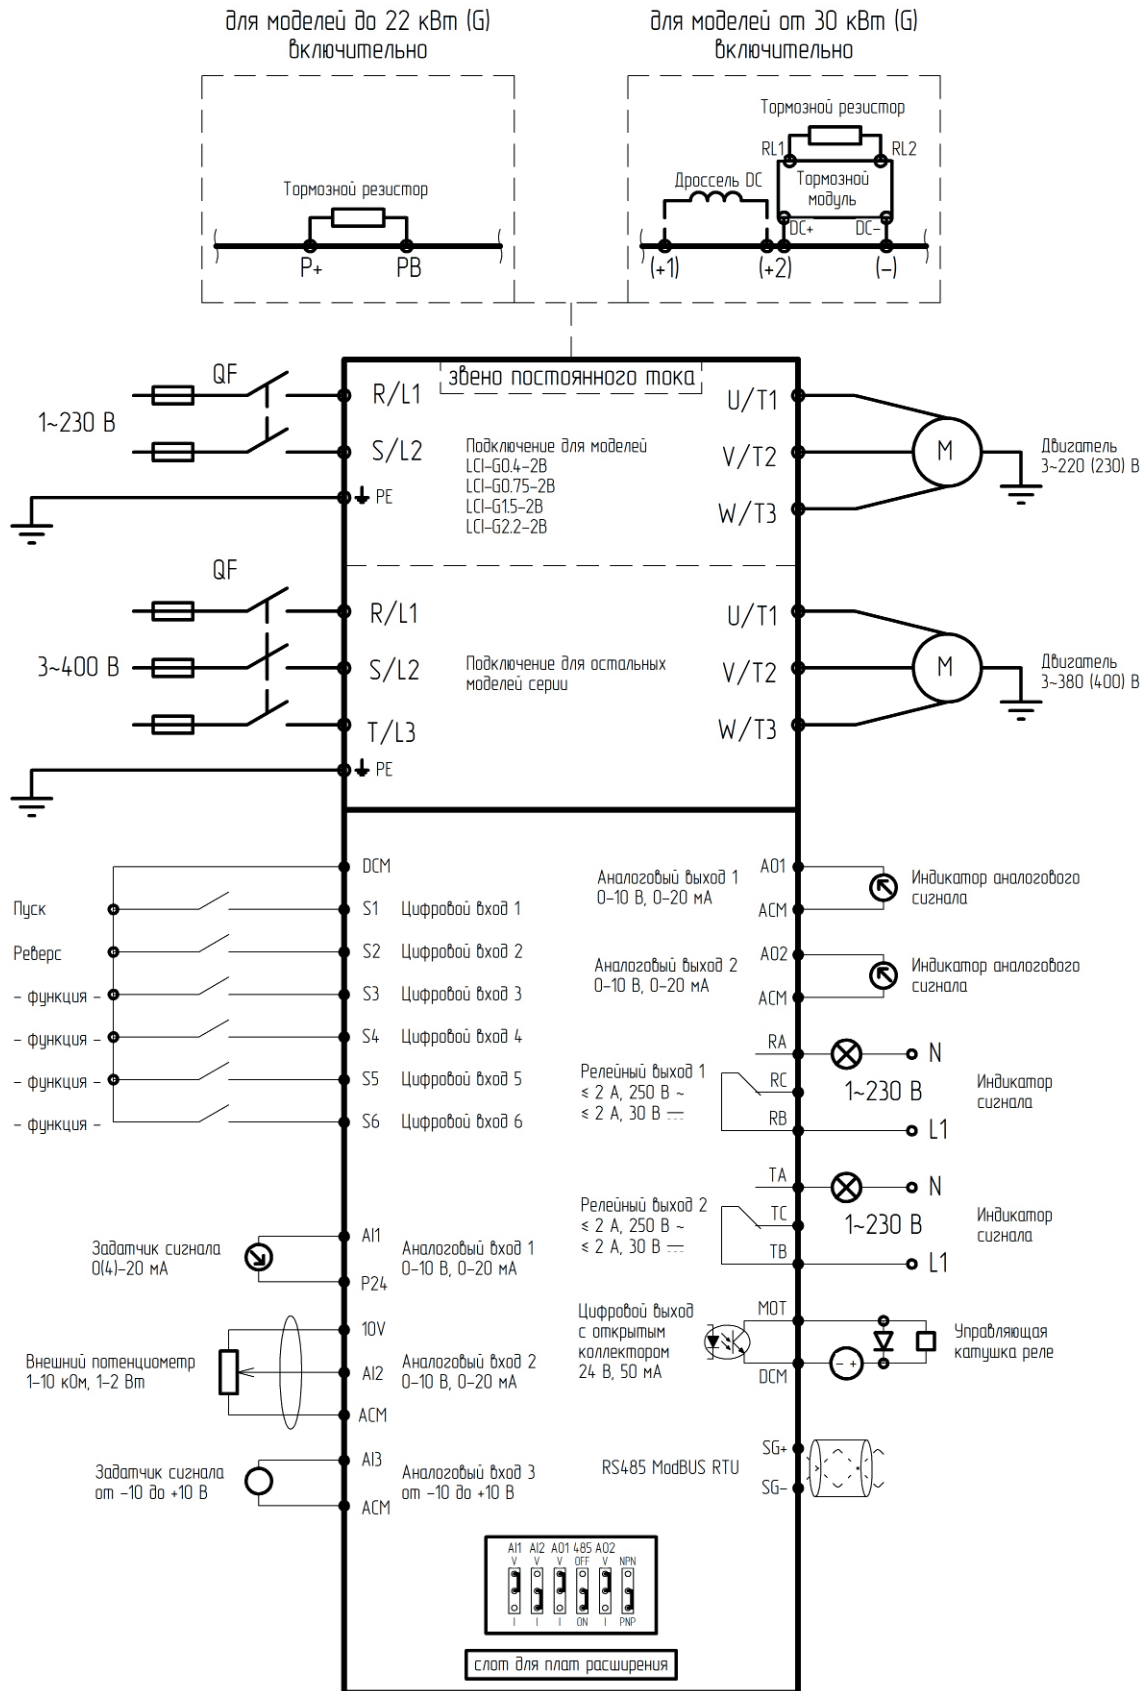 для моделей до 22 кВт (G)
включительно
для моделей от 30 кВт (G)
включительно
Тормозной резистор
P+
PB
Тормозной резистор
RL1
RL2
Дроссель DC
Тормозной
модуль
DC+
DC-
(+1)
(+2)
(-)
звено постоянного тока
QF
1~230 В
R/L1
S/L2
PE
Подключение для моделей
LCI-G0.4-2B
LCI-G0.75-2B
LCI-G1.5-2B
LCI-G2.2-2B
U/T1
V/T2
W/T3
M
Двигатель
3~220 (230) В
QF
3~400 В
R/L1
S/L2
T/L3
PE
Подключение для остальных
моделей серии
U/T1
V/T2
W/T3
M
Двигатель
3~380 (400) В
DCM
Пуск
S1 Цифровой вход 1
Реверс
S2 Цифровой вход 2
- функция -
S3 Цифровой вход 3
- функция -
S4 Цифровой вход 4
- функция -
S5 Цифровой вход 5
- функция -
S6 Цифровой вход 6
Задатчик сигнала
0(4)-20 мА
AI1
P24
Аналоговый вход 1
0-10 В, 0-20 мА
Внешний потенциометр
1-10 кОм, 1-2 Вт
10V
AI2
ACM
Аналоговый вход 2
0-10 В, 0-20 мА
Задатчик сигнала
от -10 до +10 В
AI3
ACM
Аналоговый вход 3
от -10 до +10 В
Аналоговый выход 1
0-10 В, 0-20 мА
AO1
ACM
Индикатор аналогового
сигнала
Аналоговый выход 2
0-10 В, 0-20 мА
AO2
ACM
Индикатор аналогового
сигнала
Релейный выход 1
≤ 2 А, 250 В ~
≤ 2 А, 30 В ⎓
RA
RC
RB
N
1~230 В
L1
Индикатор
сигнала
Релейный выход 2
≤ 2 А, 250 В ~
≤ 2 А, 30 В ⎓
TA
TC
TB
N
1~230 В
L1
Индикатор
сигнала
Цифровой выход
с открытым
коллектором
24 В, 50 мА
MOT
DCM
- +
Управляющая
катушка реле
RS485 ModBUS RTU
SG+
SG-
AI1 AI2 AO1 485 AO2
V V V OFF V NPN
I I I ON I PNP
слот для плат расширения